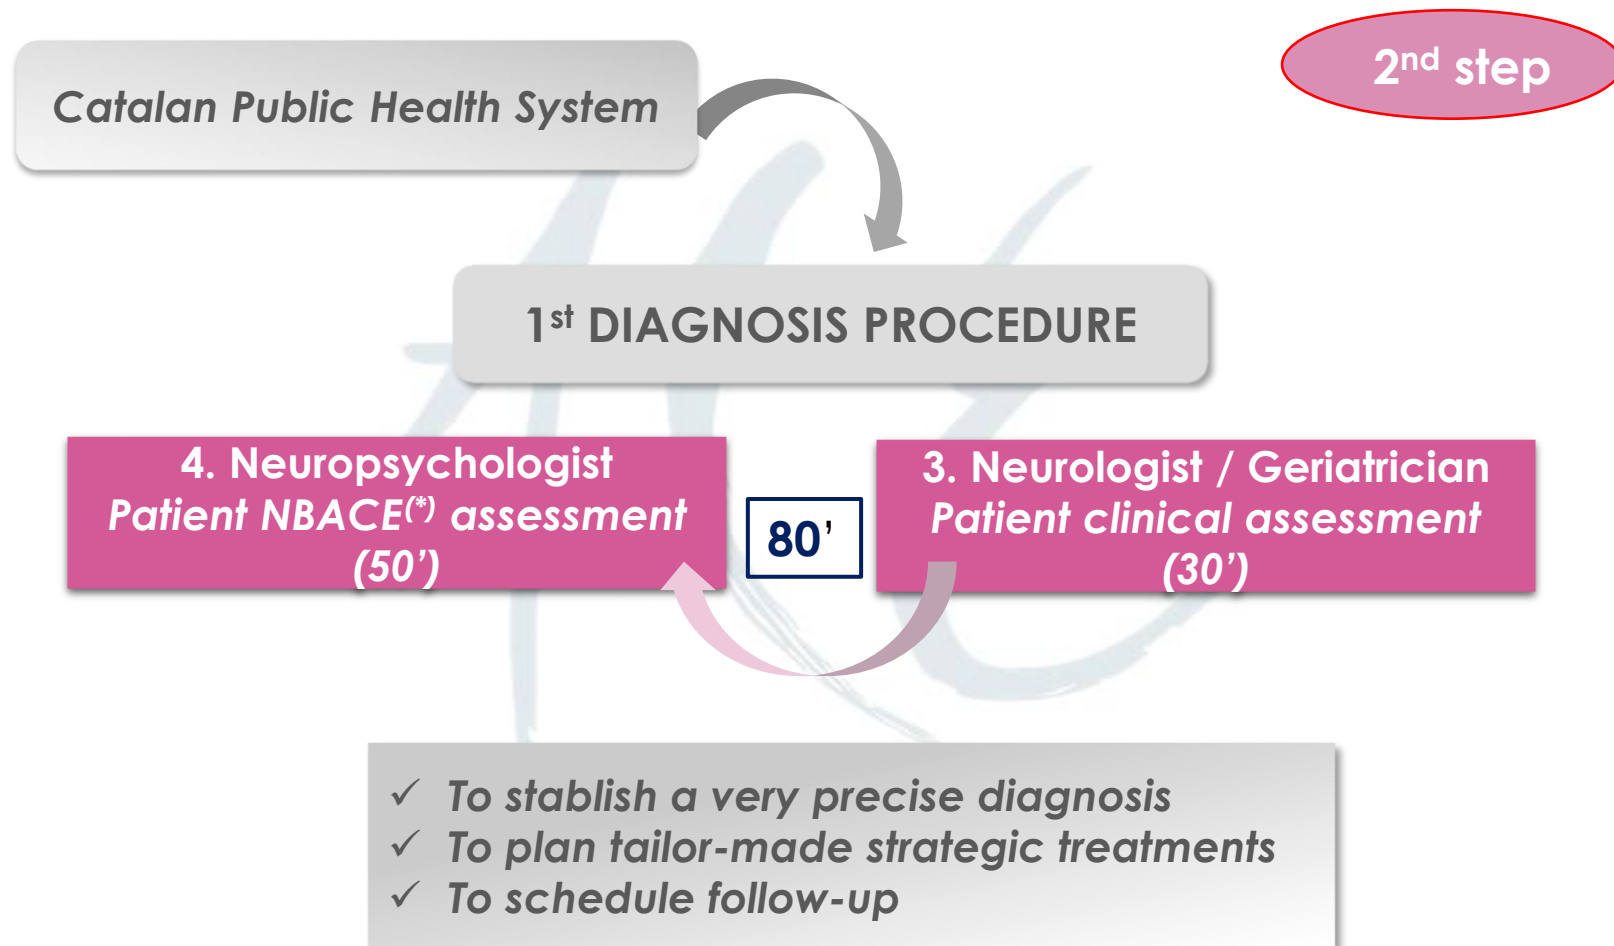 Catalan Public Health System
2nd step
1st DIAGNOSIS PROCEDURE
4. Neuropsychologist
Patient NBACE(*) assessment
(50’)
80’
3. Neurologist / Geriatrician
Patient clinical assessment
(30’)
✓ To stablish a very precise diagnosis
✓ To plan tailor-made strategic treatments
✓ To schedule follow-up